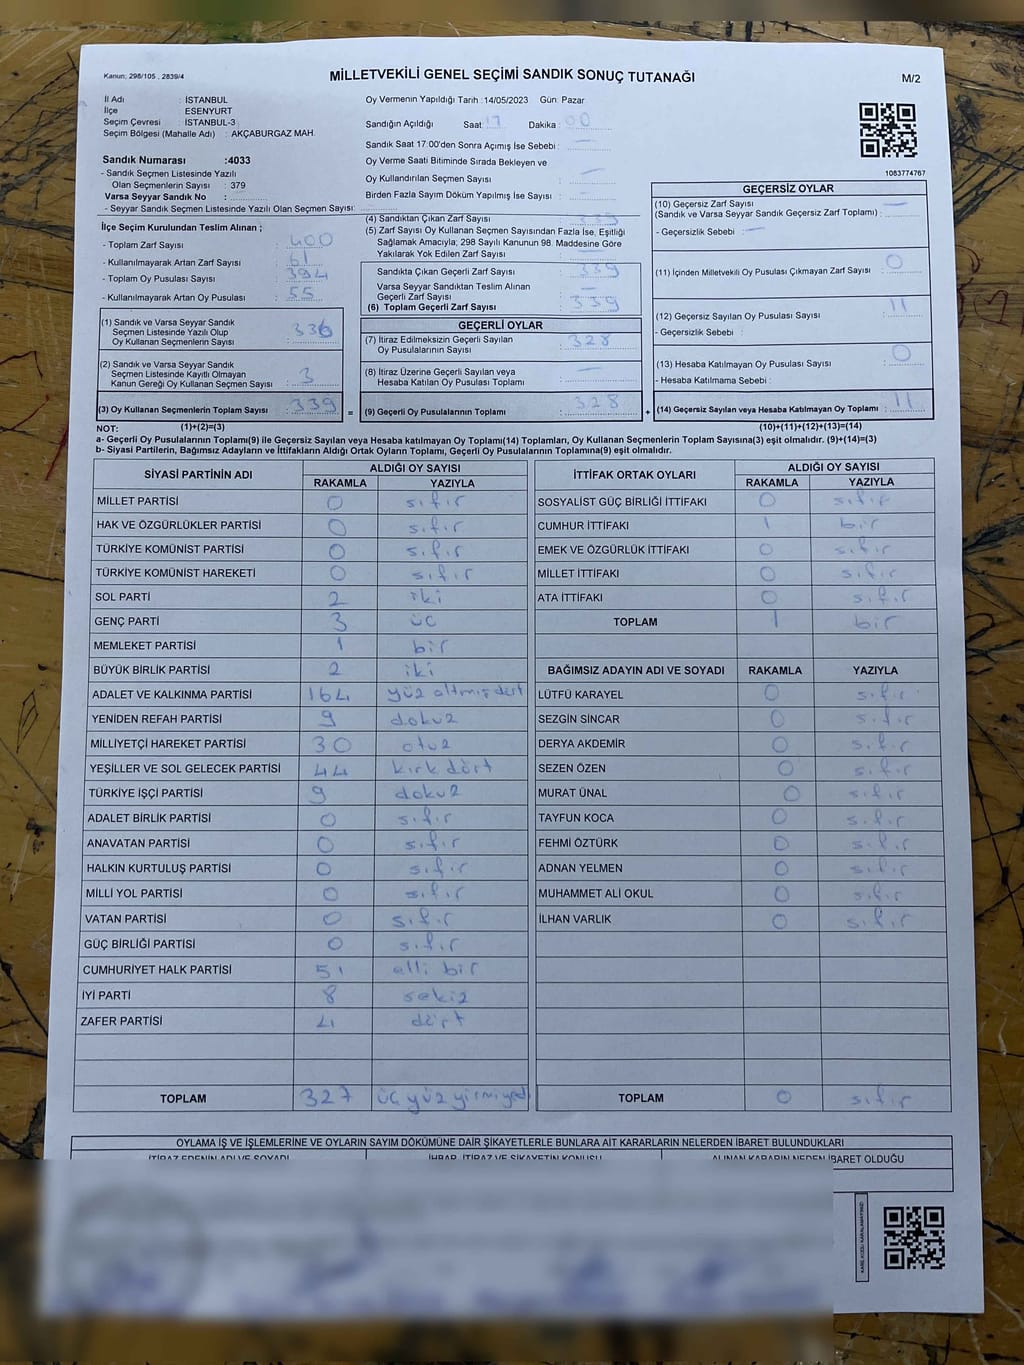 Kanun; 298/105 , 2839/4
MİLLETVEKİLİ GENEL SEÇİMİ SANDIK SONUÇ TUTANAĞI
M/2
İl Adı : İSTANBUL
İlçe : ESENYURT
Seçim Çevresi : İSTANBUL-3
Seçim Bölgesi (Mahalle Adı) : AKÇABURGAZ MAH.
Sandık Numarası :4033
- Sandık Seçmen Listesinde Yazılı
Olan Seçmenlerin Sayısı : 379
Varsa Seyyar Sandık No :
- Seyyar Sandık Seçmen Listesinde Yazılı Olan Seçmen Sayısı:
Oy Vermenin Yapıldığı Tarih :14/05/2023 Gün: Pazar
Sandığın Açıldığı Saat: 17 Dakika : 00
Sandık Saat 17:00'den Sonra Açımış İse Sebebi : —
Oy Verme Saati Bitiminde Sırada Bekleyen ve
Oy Kullandırılan Seçmen Sayısı : —
Birden Fazla Sayım Döküm Yapılmış İse Sayısı : —
1083774767
İlçe Seçim Kurulundan Teslim Alınan ;
- Toplam Zarf Sayısı : 400
- Kullanılmayarak Artan Zarf Sayısı : 61
- Toplam Oy Pusulası Sayısı : 394
- Kullanılmayarak Artan Oy Pusulası : 55
(1) Sandık ve Varsa Seyyar Sandık
Seçmen Listesinde Yazılı Olup
Oy Kullanan Seçmenlerin Sayısı : 336
(2) Sandık ve Varsa Seyyar Sandık
Seçmen Listesinde Kayıtlı Olmayan
Kanun Gereği Oy Kullanan Seçmen Sayısı : 3
(3) Oy Kullanan Seçmenlerin Toplam Sayısı : 339 =
(4) Sandıktan Çıkan Zarf Sayısı : 339
(5) Zarf Sayısı Oy Kullanan Seçmen Sayısından Fazla İse, Eşitliği
Sağlamak Amacıyla; 298 Sayılı Kanunun 98. Maddesine Göre
Yakılarak Yok Edilen Zarf Sayısı : —
Sandıkta Çıkan Geçerli Zarf Sayısı : 339
Varsa Seyyar Sandıktan Teslim Alınan
Geçerli Zarf Sayısı : —
(6) Toplam Geçerli Zarf Sayısı : 339
GEÇERLİ OYLAR
(7) İtiraz Edilmeksizin Geçerli Sayılan
Oy Pusulalarının Sayısı : 328
(8) İtiraz Üzerine Geçerli Sayılan veya
Hesaba Katılan Oy Pusulası Toplamı : —
(9) Geçerli Oy Pusulalarının Toplamı : 328 +
GEÇERSİZ OYLAR
(10) Geçersiz Zarf Sayısı
(Sandık ve Varsa Seyyar Sandık Geçersiz Zarf Toplamı) : —
- Geçersizlik Sebebi : —
(11) İçinden Milletvekili Oy Pusulası Çıkmayan Zarf Sayısı : 0
(12) Geçersiz Sayılan Oy Pusulası Sayısı : 11
- Geçersizlik Sebebi :
(13) Hesaba Katılmayan Oy Pusulası Sayısı : 0
- Hesaba Katılmama Sebebi :
(14) Geçersiz Sayılan veya Hesaba Katılmayan Oy Toplamı : 11
NOT: (1)+(2)=(3) (10)+(11)+(12)+(13)=(14)
a- Geçerli Oy Pusulalarının Toplamı(9) ile Geçersiz Sayılan veya Hesaba katılmayan Oy Toplamı(14) Toplamları, Oy Kullanan Seçmenlerin Toplam Sayısına(3) eşit olmalıdır. (9)+(14)=(3)
b- Siyasi Partilerin, Bağımsız Adayların ve İttifakların Aldığı Ortak Oyların Toplamı, Geçerli Oy Pusulalarının Toplamına(9) eşit olmalıdır.
SİYASİ PARTİNİN ADI ALDIĞI OY SAYISI
RAKAMLA YAZIYLA
MİLLET PARTİSİ 0 sıfır
HAK VE ÖZGÜRLÜKLER PARTİSİ 0 sıfır
TÜRKİYE KOMÜNİST PARTİSİ 0 sıfır
TÜRKİYE KOMÜNİST HAREKETİ 0 sıfır
SOL PARTİ 2 iki
GENÇ PARTİ 3 üç
MEMLEKET PARTİSİ 1 bir
BÜYÜK BİRLİK PARTİSİ 2 iki
ADALET VE KALKINMA PARTİSİ 164 yüz altmış dört
YENİDEN REFAH PARTİSİ 9 dokuz
MİLLİYETÇİ HAREKET PARTİSİ 30 otuz
YEŞİLLER VE SOL GELECEK PARTİSİ 44 kırk dört
TÜRKİYE İŞÇİ PARTİSİ 9 dokuz
ADALET BİRLİK PARTİSİ 0 sıfır
ANAVATAN PARTİSİ 0 sıfır
HALKIN KURTULUŞ PARTİSİ 0 sıfır
MİLLİ YOL PARTİSİ 0 sıfır
VATAN PARTİSİ 0 sıfır
GÜÇ BİRLİĞİ PARTİSİ 0 sıfır
CUMHURİYET HALK PARTİSİ 51 elli bir
İYİ PARTİ 8 sekiz
ZAFER PARTİSİ 4 dört
TOPLAM 327 üç yüz yirmi yedi
İTTİFAK ORTAK OYLARI ALDIĞI OY SAYISI
RAKAMLA YAZIYLA
SOSYALİST GÜÇ BİRLİĞİ İTTİFAKI 0 sıfır
CUMHUR İTTİFAKI 1 bir
EMEK VE ÖZGÜRLÜK İTTİFAKI 0 sıfır
MİLLET İTTİFAKI 0 sıfır
ATA İTTİFAKI 0 sıfır
TOPLAM 1 bir
BAĞIMSIZ ADAYIN ADI VE SOYADI RAKAMLA YAZIYLA
LÜTFÜ KARAYEL 0 sıfır
SEZGİN SİNCAR 0 sıfır
DERYA AKDEMİR 0 sıfır
SEZEN ÖZEN 0 sıfır
MURAT ÜNAL 0 sıfır
TAYFUN KOCA 0 sıfır
FEHMİ ÖZTÜRK 0 sıfır
ADNAN YELMEN 0 sıfır
MUHAMMET ALİ OKUL 0 sıfır
İLHAN VARLIK 0 sıfır
TOPLAM 0 sıfır
OYLAMA İŞ VE İŞLEMLERİNE VE OYLARIN SAYIM DÖKÜMÜNE DAİR ŞİKAYETLERLE BUNLARA AİT KARARLARIN NELERDEN İBARET BULUNDUKLARI
İTİRAZ EDENİN ADI VE SOYADI İHBAR, İTİRAZ VE ŞİKAYETİN KONUSU ALINAN KARARIN NEDEN İBARET OLDUĞU